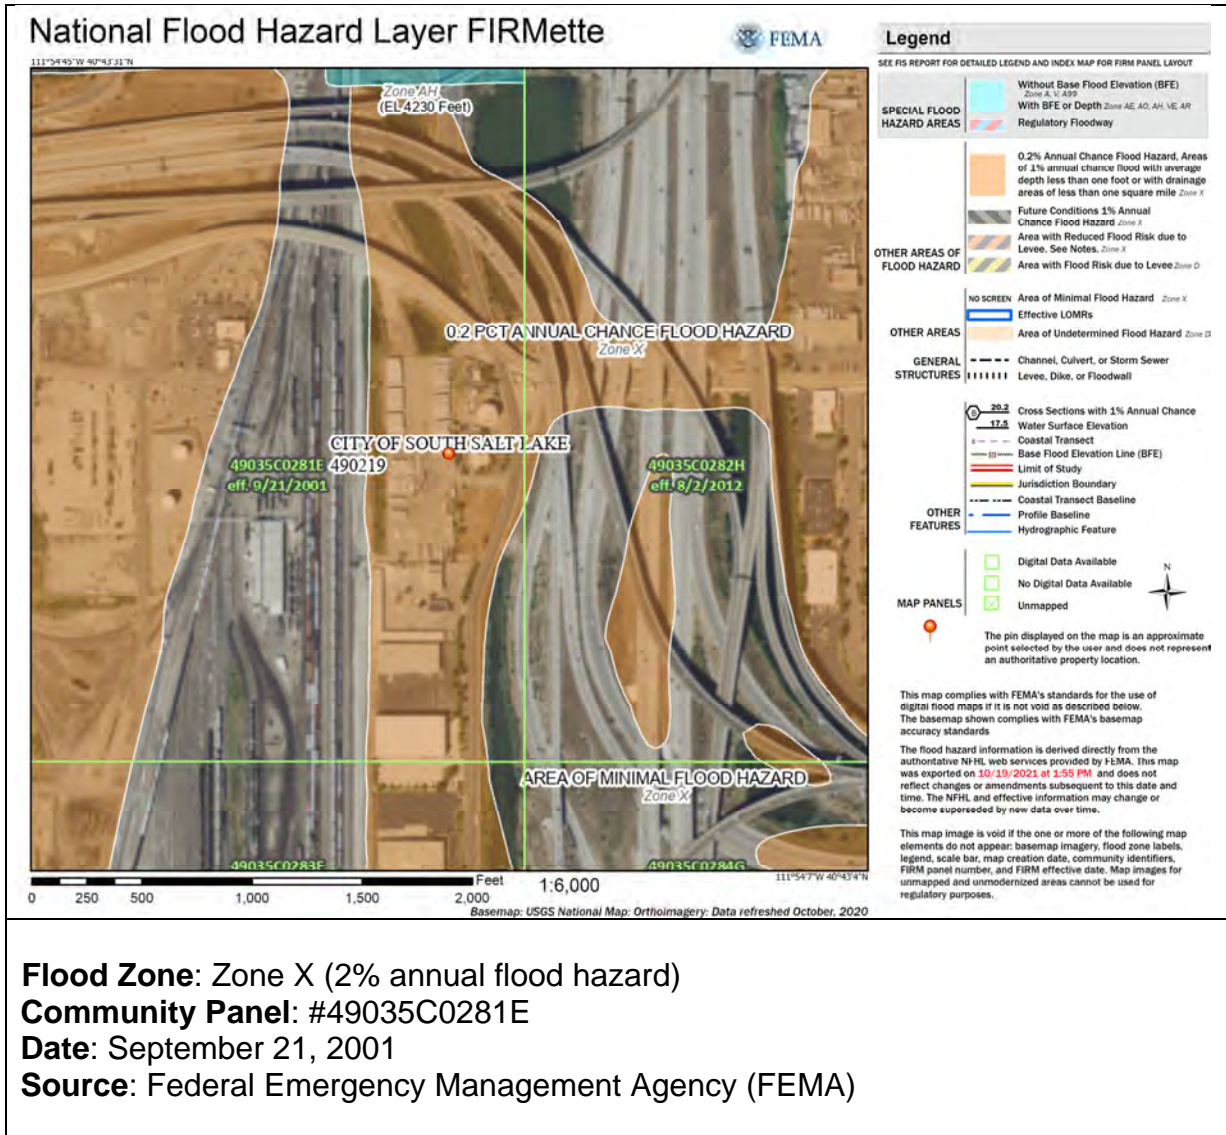 National Flood Hazard Layer FIRMette
FEMA
111°54'45"W 40°43'31"N
Zone AH
(EL 4230 Feet)
0.2 PCT ANNUAL CHANCE FLOOD HAZARD
Zone X
CITY OF SOUTH SALT LAKE
490219
49035C0281E
eff. 9/21/2001
49035C0282H
eff. 8/2/2012
AREA OF MINIMAL FLOOD HAZARD
Zone X
49035C0283E
49035C0284G
Feet
1:6,000
111°54'7"W 40°43'4"N
0 250 500 1,000 1,500 2,000
Basemap: USGS National Map: Orthoimagery: Data refreshed October, 2020
Legend
SEE FIS REPORT FOR DETAILED LEGEND AND INDEX MAP FOR FIRM PANEL LAYOUT
SPECIAL FLOOD
HAZARD AREAS
Without Base Flood Elevation (BFE)
Zone A, V, A99
With BFE or Depth Zone AE, AO, AH, VE, AR
Regulatory Floodway
0.2% Annual Chance Flood Hazard, Areas
of 1% annual chance flood with average
depth less than one foot or with drainage
areas of less than one square mile Zone X
Future Conditions 1% Annual
Chance Flood Hazard Zone X
Area with Reduced Flood Risk due to
Levee. See Notes. Zone X
Area with Flood Risk due to Levee Zone D
OTHER AREAS OF
FLOOD HAZARD
NO SCREEN Area of Minimal Flood Hazard Zone X
Effective LOMRs
Area of Undetermined Flood Hazard Zone D
OTHER AREAS
GENERAL
STRUCTURES
Channel, Culvert, or Storm Sewer
Levee, Dike, or Floodwall
B 20.2 Cross Sections with 1% Annual Chance
17.5 Water Surface Elevation
Coastal Transect
Base Flood Elevation Line (BFE)
Limit of Study
Jurisdiction Boundary
Coastal Transect Baseline
Profile Baseline
Hydrographic Feature
OTHER
FEATURES
Digital Data Available
No Digital Data Available
Unmapped
MAP PANELS
N
The pin displayed on the map is an approximate
point selected by the user and does not represent
an authoritative property location.
This map complies with FEMA's standards for the use of
digital flood maps if it is not void as described below.
The basemap shown complies with FEMA's basemap
accuracy standards
The flood hazard information is derived directly from the
authoritative NFHL web services provided by FEMA. This map
was exported on 10/19/2021 at 1:55 PM and does not
reflect changes or amendments subsequent to this date and
time. The NFHL and effective information may change or
become superseded by new data over time.
This map image is void if the one or more of the following map
elements do not appear: basemap imagery, flood zone labels,
legend, scale bar, map creation date, community identifiers,
FIRM panel number, and FIRM effective date. Map images for
unmapped and unmodernized areas cannot be used for
regulatory purposes.
Flood Zone: Zone X (2% annual flood hazard)
Community Panel: #49035C0281E
Date: September 21, 2001
Source: Federal Emergency Management Agency (FEMA)